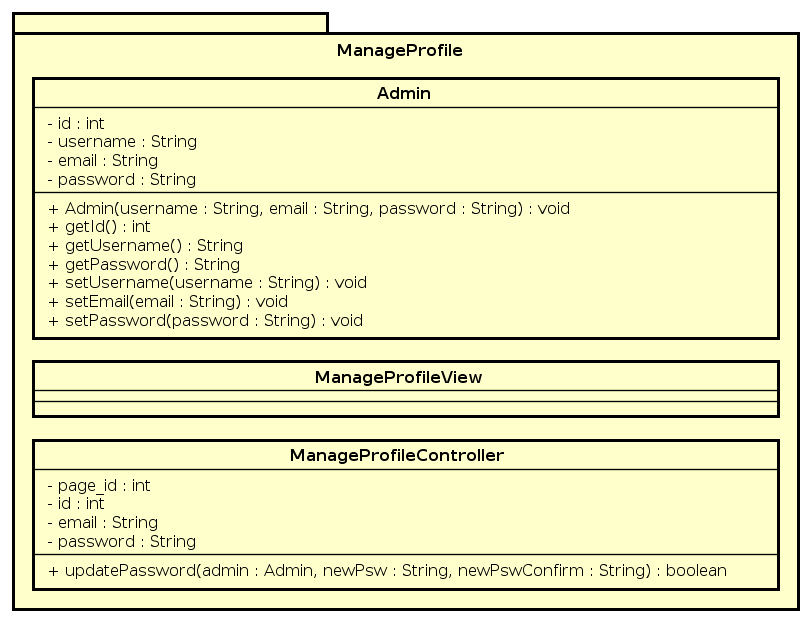 ManageProfile
Admin
- id : int
- username : String
- email : String
- password : String
+ Admin(username : String, email : String, password : String) : void
+ getId() : int
+ getUsername() : String
+ getPassword() : String
+ setUsername(username : String) : void
+ setEmail(email : String) : void
+ setPassword(password : String) : void
ManageProfileView
ManageProfileController
- page_id : int
- id : int
- email : String
- password : String
+ updatePassword(admin : Admin, newPsw : String, newPswConfirm : String) : boolean